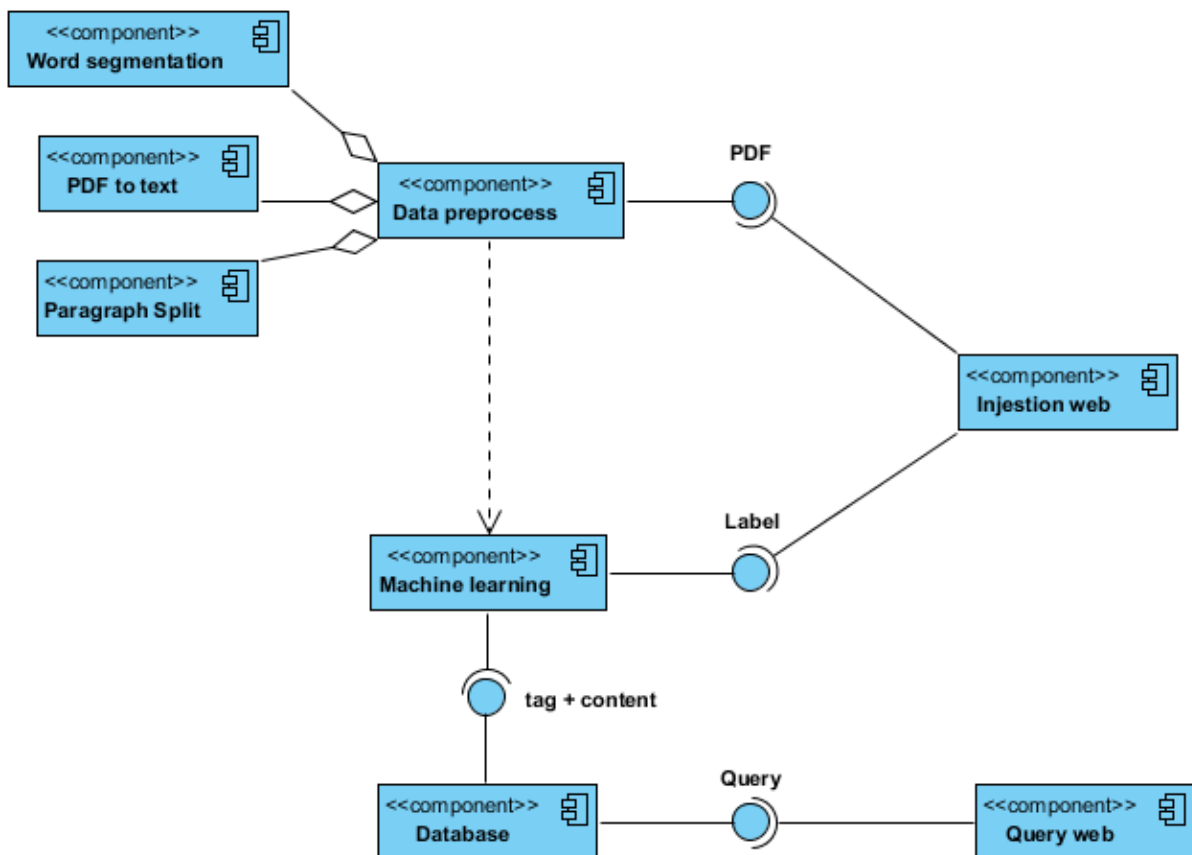 <<component>>
Word segmentation
<<component>>
PDF to text
<<component>>
Paragraph Split
<<component>>
Data preprocess
PDF
<<component>>
Injestion web
Label
<<component>>
Machine learning
tag + content
<<component>>
Database
Query
<<component>>
Query web